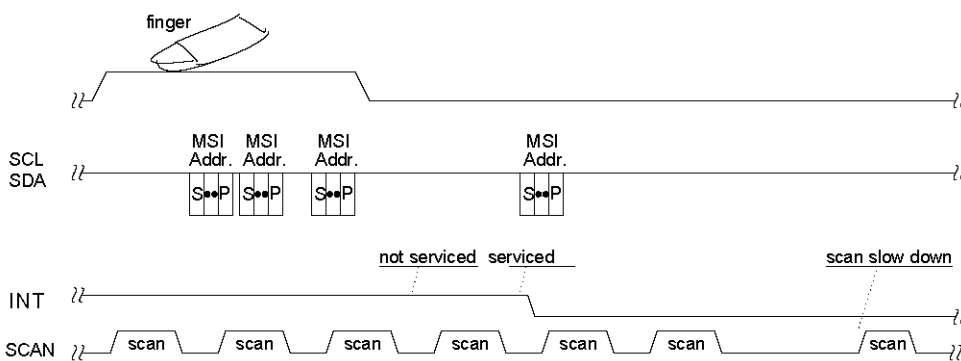 finger
MSI MSI MSI MSI
Addr. Addr. Addr. Addr.
SCL
SDA
S••P S••P S••P S••P
not serviced serviced scan slow down
INT
SCAN scan scan scan scan scan scan scan